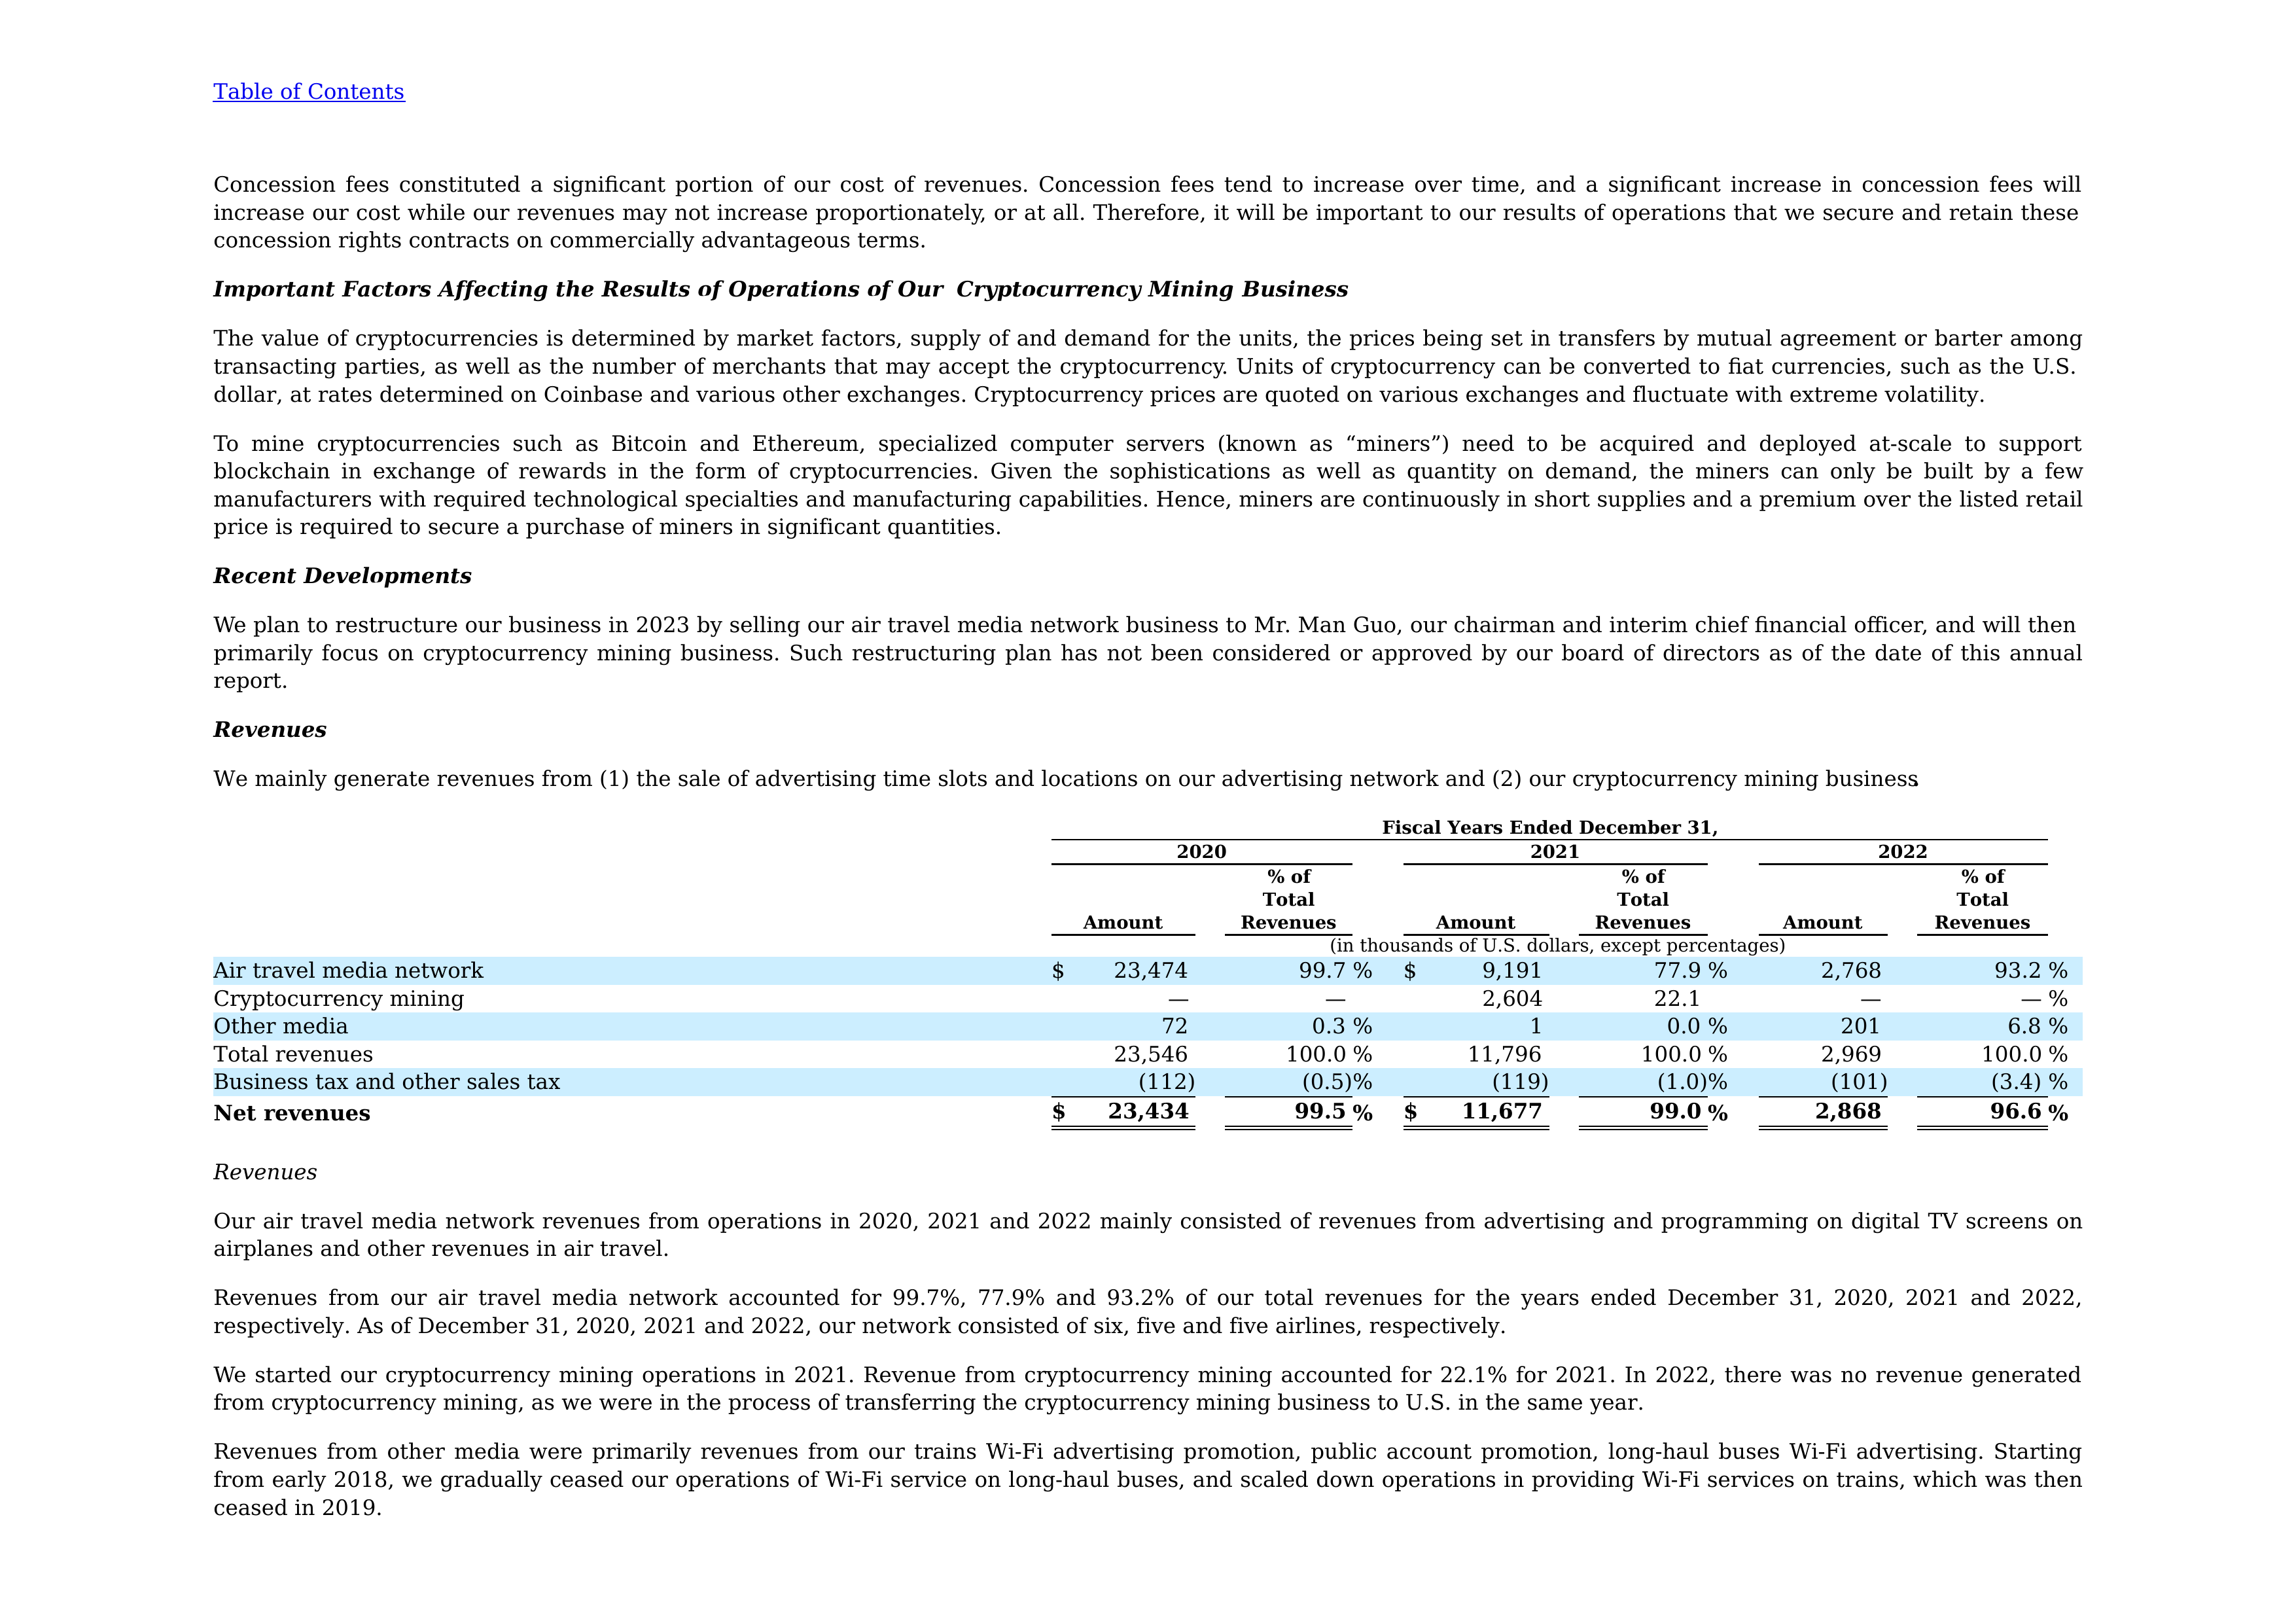 Table of Contents
Concession fees constituted a significant portion of our cost of revenues. Concession fees tend to increase over time, and a significant increase in concession fees will
increase our cost while our revenues may not increase proportionately, or at all. Therefore, it will be important to our results of operations that we secure and retain these
concession rights contracts on commercially advantageous terms.
Important Factors Affecting the Results of Operations of Our Cryptocurrency Mining Business
The value of cryptocurrencies is determined by market factors, supply of and demand for the units, the prices being set in transfers by mutual agreement or barter among
transacting parties, as well as the number of merchants that may accept the cryptocurrency. Units of cryptocurrency can be converted to fiat currencies, such as the U.S.
dollar, at rates determined on Coinbase and various other exchanges. Cryptocurrency prices are quoted on various exchanges and fluctuate with extreme volatility.
To mine cryptocurrencies such as Bitcoin and Ethereum, specialized computer servers (known as “miners”) need to be acquired and deployed at-scale to support
blockchain in exchange of rewards in the form of cryptocurrencies. Given the sophistications as well as quantity on demand, the miners can only be built by a few
manufacturers with required technological specialties and manufacturing capabilities. Hence, miners are continuously in short supplies and a premium over the listed retail
price is required to secure a purchase of miners in significant quantities.
Recent Developments
We plan to restructure our business in 2023 by selling our air travel media network business to Mr. Man Guo, our chairman and interim chief financial officer, and will then
primarily focus on cryptocurrency mining business. Such restructuring plan has not been considered or approved by our board of directors as of the date of this annual
report.
Revenues
We mainly generate revenues from (1) the sale of advertising time slots and locations on our advertising network and (2) our cryptocurrency mining business.
Fiscal Years Ended December 31,
2020 2021 2022
% of % of % of
Total Total Total
Amount Revenues Amount Revenues Amount Revenues
(in thousands of U.S. dollars, except percentages)
Air travel media network $ 23,474 99.7 % $ 9,191 77.9 % 2,768 93.2 %
Cryptocurrency mining — — 2,604 22.1 — — %
Other media 72 0.3 % 1 0.0 % 201 6.8 %
Total revenues 23,546 100.0 % 11,796 100.0 % 2,969 100.0 %
Business tax and other sales tax (112) (0.5)% (119) (1.0)% (101) (3.4) %
Net revenues $ 23,434 99.5 % $ 11,677 99.0 % 2,868 96.6 %
Revenues
Our air travel media network revenues from operations in 2020, 2021 and 2022 mainly consisted of revenues from advertising and programming on digital TV screens on
airplanes and other revenues in air travel.
Revenues from our air travel media network accounted for 99.7%, 77.9% and 93.2% of our total revenues for the years ended December 31, 2020, 2021 and 2022,
respectively. As of December 31, 2020, 2021 and 2022, our network consisted of six, five and five airlines, respectively.
We started our cryptocurrency mining operations in 2021. Revenue from cryptocurrency mining accounted for 22.1% for 2021. In 2022, there was no revenue generated
from cryptocurrency mining, as we were in the process of transferring the cryptocurrency mining business to U.S. in the same year.
Revenues from other media were primarily revenues from our trains Wi-Fi advertising promotion, public account promotion, long-haul buses Wi-Fi advertising. Starting
from early 2018, we gradually ceased our operations of Wi-Fi service on long-haul buses, and scaled down operations in providing Wi-Fi services on trains, which was then
ceased in 2019.